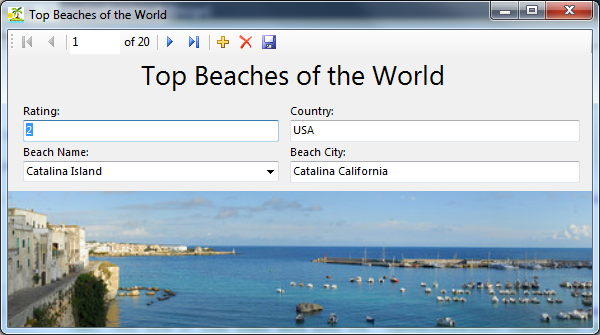 Top Beaches of the World
1 of 20
Top Beaches of the World
Rating: Country:
2 USA
Beach Name: Beach City:
Catalina Island Catalina California